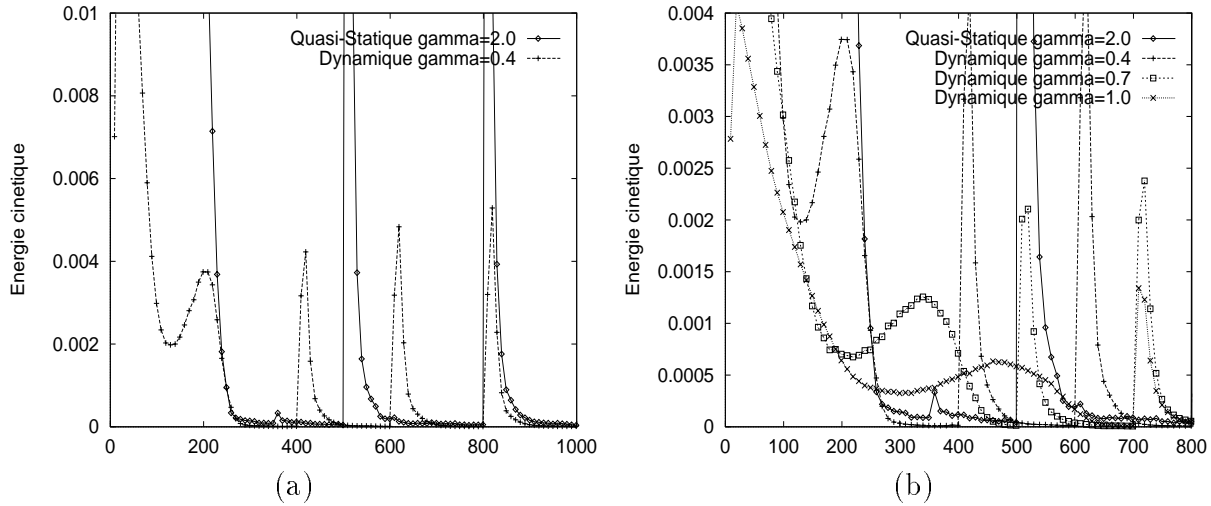 0.01
0.008
0.006
0.004
0.002
0
Energie cinetique
0 200 400 600 800 1000
Quasi-Statique gamma=2.0
Dynamique gamma=0.4
(a)
0.004
0.0035
0.003
0.0025
0.002
0.0015
0.001
0.0005
0
Energie cinetique
0 100 200 300 400 500 600 700 800
Quasi-Statique gamma=2.0
Dynamique gamma=0.4
Dynamique gamma=0.7
Dynamique gamma=1.0
(b)